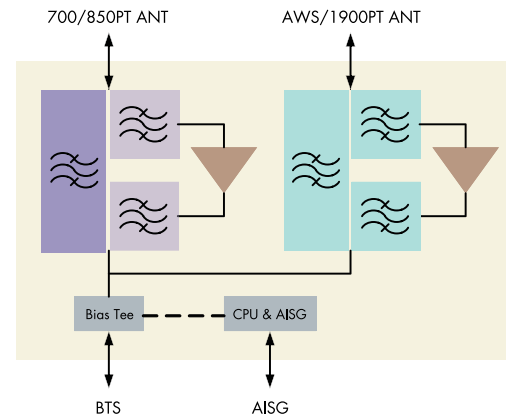 700/850PT ANT
AWS/1900PT ANT
Bias Tee
CPU & AISG
BTS
AISG